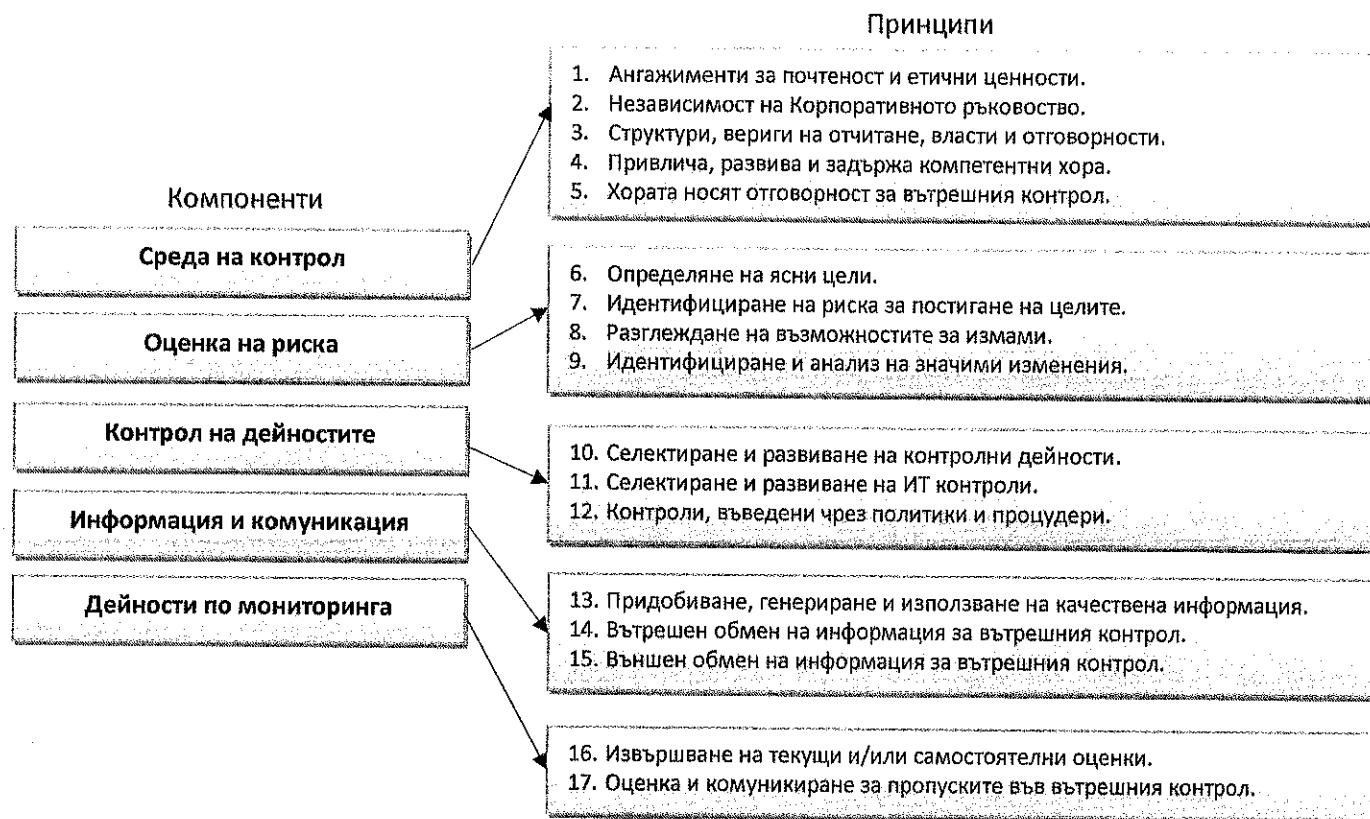 Принципи
1. Ангажименти за почтеност и етични ценности.
2. Независимост на Корпоративното ръковоство.
3. Структури, вериги на отчитане, власти и отговорности.
4. Привлича, развива и задържа компетентни хора.
5. Хората носят отговорност за вътрешния контрол.
Компоненти
Среда на контрол
Оценка на риска
Контрол на дейностите
Информация и комуникация
Дейности по мониторинга
6. Определяне на ясни цели.
7. Идентифициране на риска за постигане на целите.
8. Разглеждане на възможностите за измами.
9. Идентифициране и анализ на значими изменения.
10. Селектиране и развиване на контролни дейности.
11. Селектиране и развиване на ИТ контроли.
12. Контроли, въведени чрез политики и процудери.
13. Придобиване, генериране и използване на качествена информация.
14. Вътрешен обмен на информация за вътрешния контрол.
15. Външен обмен на информация за вътрешния контрол.
16. Извършване на текущи и/или самостоятелни оценки.
17. Оценка и комуникиране за пропуските във вътрешния контрол.